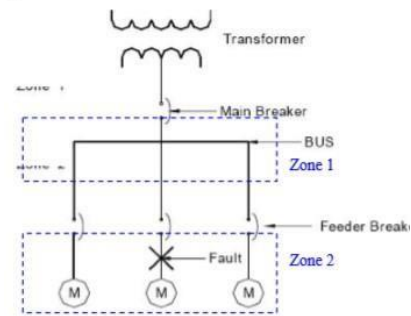 Transformer
Main Breaker
BUS
Zone 1
Feeder Breake
Fault
Zone 2
M
M
M